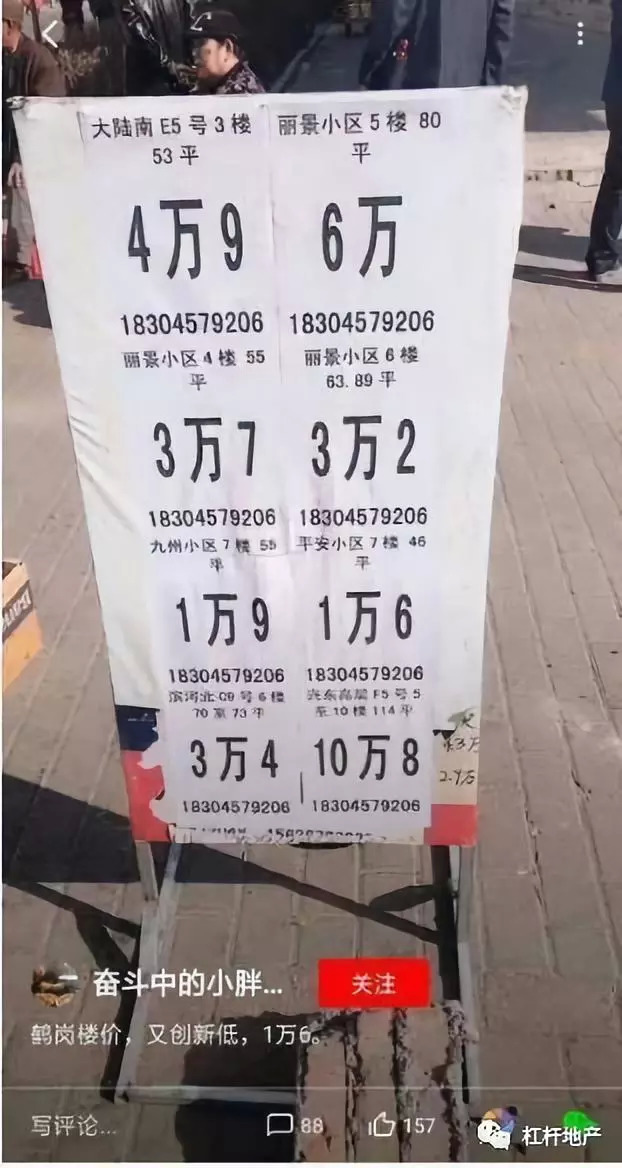 大陆南E5号3楼
53平
4万9
18304579206
丽景小区5楼 80
平
6万
18304579206
丽景小区4楼 55
平
3万7
18304579206
丽景小区6楼
63.89平
3万2
18304579206
九州小区7楼 55
平
1万9
18304579206
平安小区7楼 46
平
1万6
18304579206
滨河北C9号6楼
70至73平
3万4
18304579206
兴东高层F5号5
至10楼114平
10万8
18304579206
2.9万
奋斗中的小胖...
关注
鹤岗楼价，又创新低，1万6。
写评论...
88
157
杠杆地产